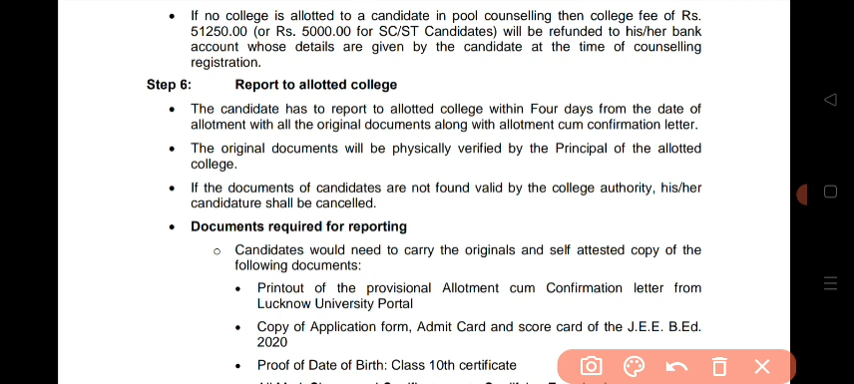 • If no college is allotted to a candidate in pool counselling then college fee of Rs.
51250.00 (or Rs. 5000.00 for SC/ST Candidates) will be refunded to his/her bank
account whose details are given by the candidate at the time of counselling
registration.
Step 6: Report to allotted college
• The candidate has to report to allotted college within Four days from the date of
allotment with all the original documents along with allotment cum confirmation letter.
• The original documents will be physically verified by the Principal of the allotted
college.
• If the documents of candidates are not found valid by the college authority, his/her
candidature shall be cancelled.
• Documents required for reporting
o Candidates would need to carry the originals and self attested copy of the
following documents:
• Printout of the provisional Allotment cum Confirmation letter from
Lucknow University Portal
• Copy of Application form, Admit Card and score card of the J.E.E. B.Ed.
2020
• Proof of Date of Birth: Class 10th certificate